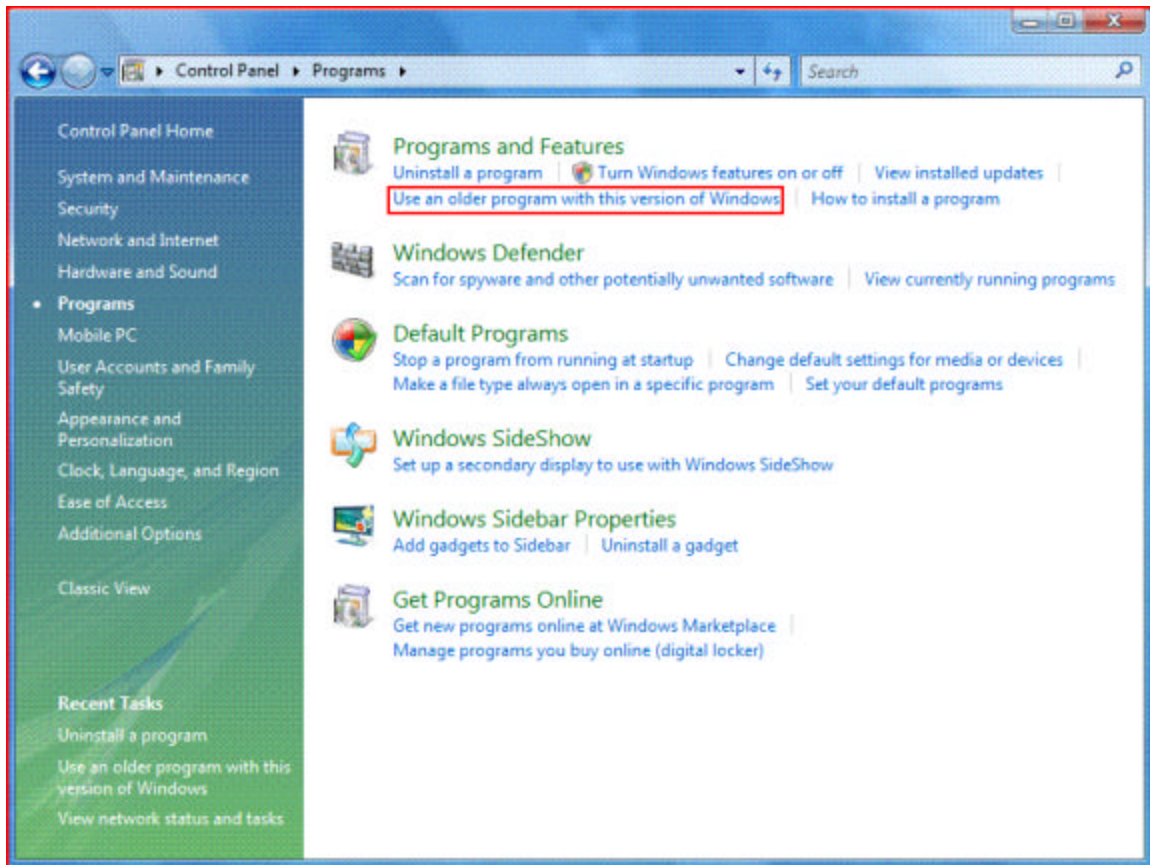 Control Panel Programs
Search
Control Panel Home
System and Maintenance
Security
Network and Internet
Hardware and Sound
Programs
Mobile PC
User Accounts and Family
Safety
Appearance and
Personalization
Clock, Language, and Region
Ease of Access
Additional Options
Classic View
Recent Tasks
Uninstall a program
Use an older program with this
version of Windows
View network status and tasks
Programs and Features
Uninstall a program Turn Windows features on or off View installed updates
Use an older program with this version of Windows How to install a program
Windows Defender
Scan for spyware and other potentially unwanted software View currently running programs
Default Programs
Stop a program from running at startup Change default settings for media or devices
Make a file type always open in a specific program Set your default programs
Windows SideShow
Set up a secondary display to use with Windows SideShow
Windows Sidebar Properties
Add gadgets to Sidebar Uninstall a gadget
Get Programs Online
Get new programs online at Windows Marketplace
Manage programs you buy online (digital locker)